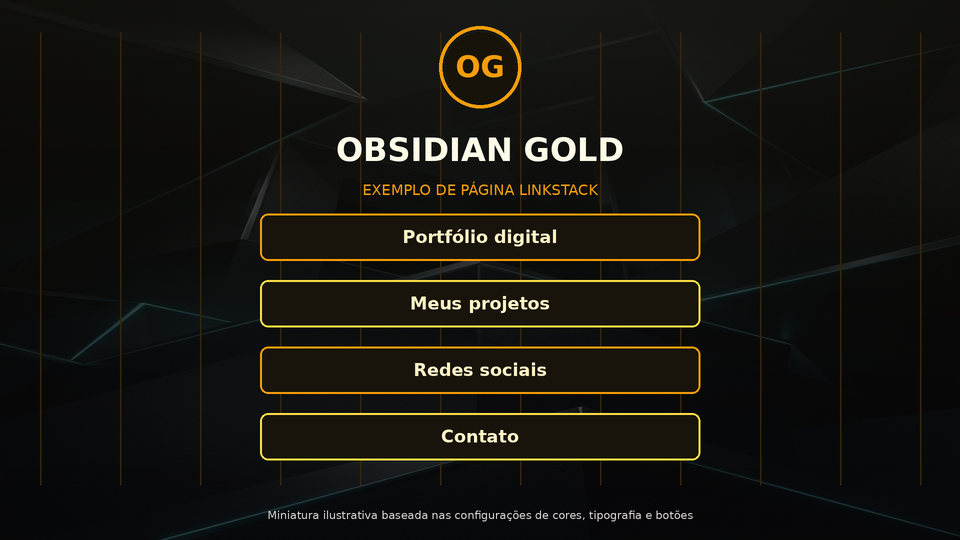 OG
OBSIDIAN GOLD
EXEMPLO DE PÁGINA LINKSTACK
Portfólio digital
Meus projetos
Redes sociais
Contato
Miniatura ilustrativa baseada nas configurações de cores, tipografia e botões